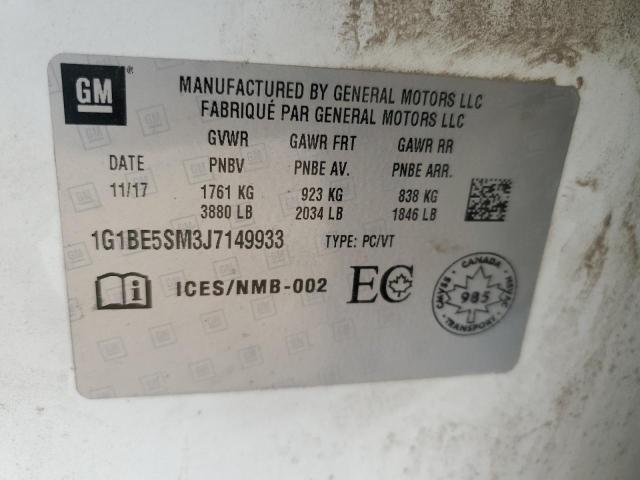 GM
MANUFACTURED BY GENERAL MOTORS LLC
FABRIQUÉ PAR GENERAL MOTORS LLC
GVWR GAWR FRT GAWR RR
DATE PNBV PNBE AV. PNBE ARR.
11/17 1761 KG 923 KG 838 KG
3880 LB 2034 LB 1846 LB
1G1BE5SM3J7149933 TYPE: PC/VT
i ICES/NMB-002 EC
CANADA
CMVSS 985 NSVAC
TRANSPORT